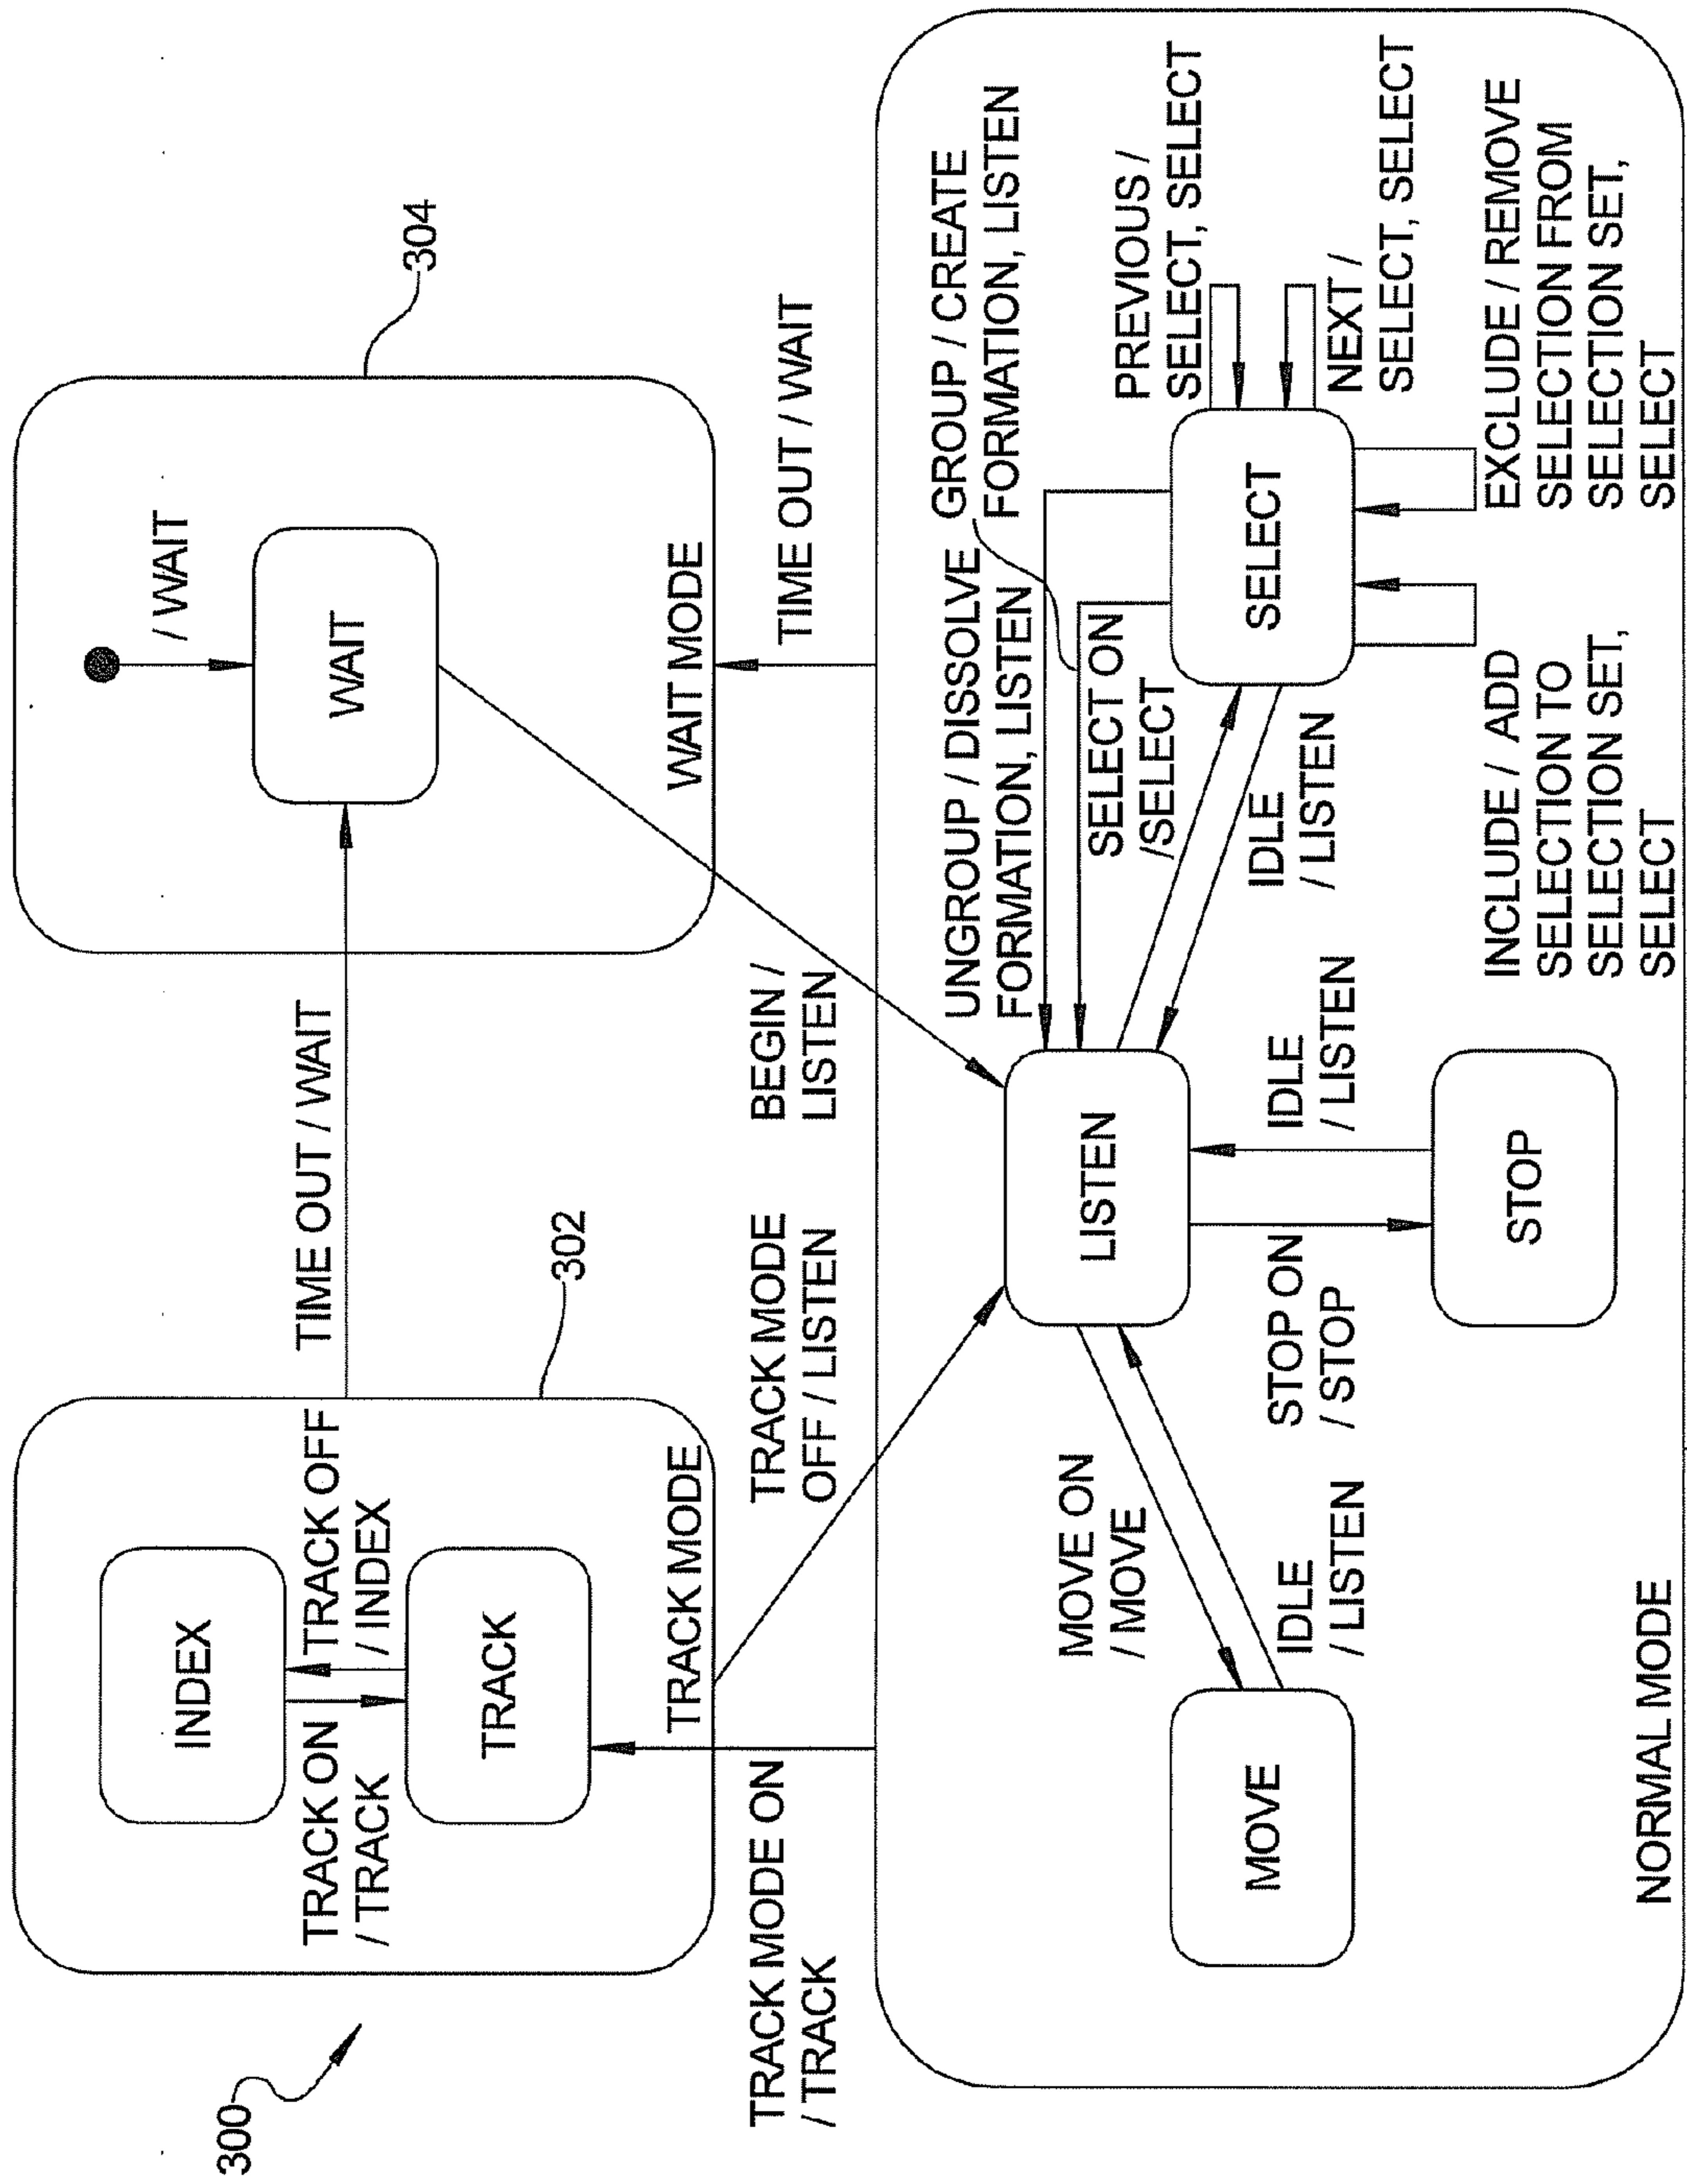 300
302
304
INDEX
TRACK ON
/ TRACK
TRACK OFF
/ INDEX
TRACK
TRACK MODE
TIME OUT / WAIT
/ WAIT
WAIT
WAIT MODE
TRACK MODE ON
/ TRACK
TRACK MODE
OFF / LISTEN
BEGIN /
LISTEN
TIME OUT / WAIT
UNGROUP / DISSOLVE
FORMATION, LISTEN
GROUP / CREATE
FORMATION, LISTEN
MOVE ON
/ MOVE
LISTEN
SELECT ON
/SELECT
PREVIOUS /
SELECT, SELECT
MOVE
IDLE
/ LISTEN
STOP ON
/ STOP
IDLE
/ LISTEN
IDLE
/ LISTEN
SELECT
NEXT /
SELECT, SELECT
STOP
INCLUDE / ADD
SELECTION TO
SELECTION SET,
SELECT
EXCLUDE / REMOVE
SELECTION FROM
SELECTION SET,
SELECT
NORMAL MODE